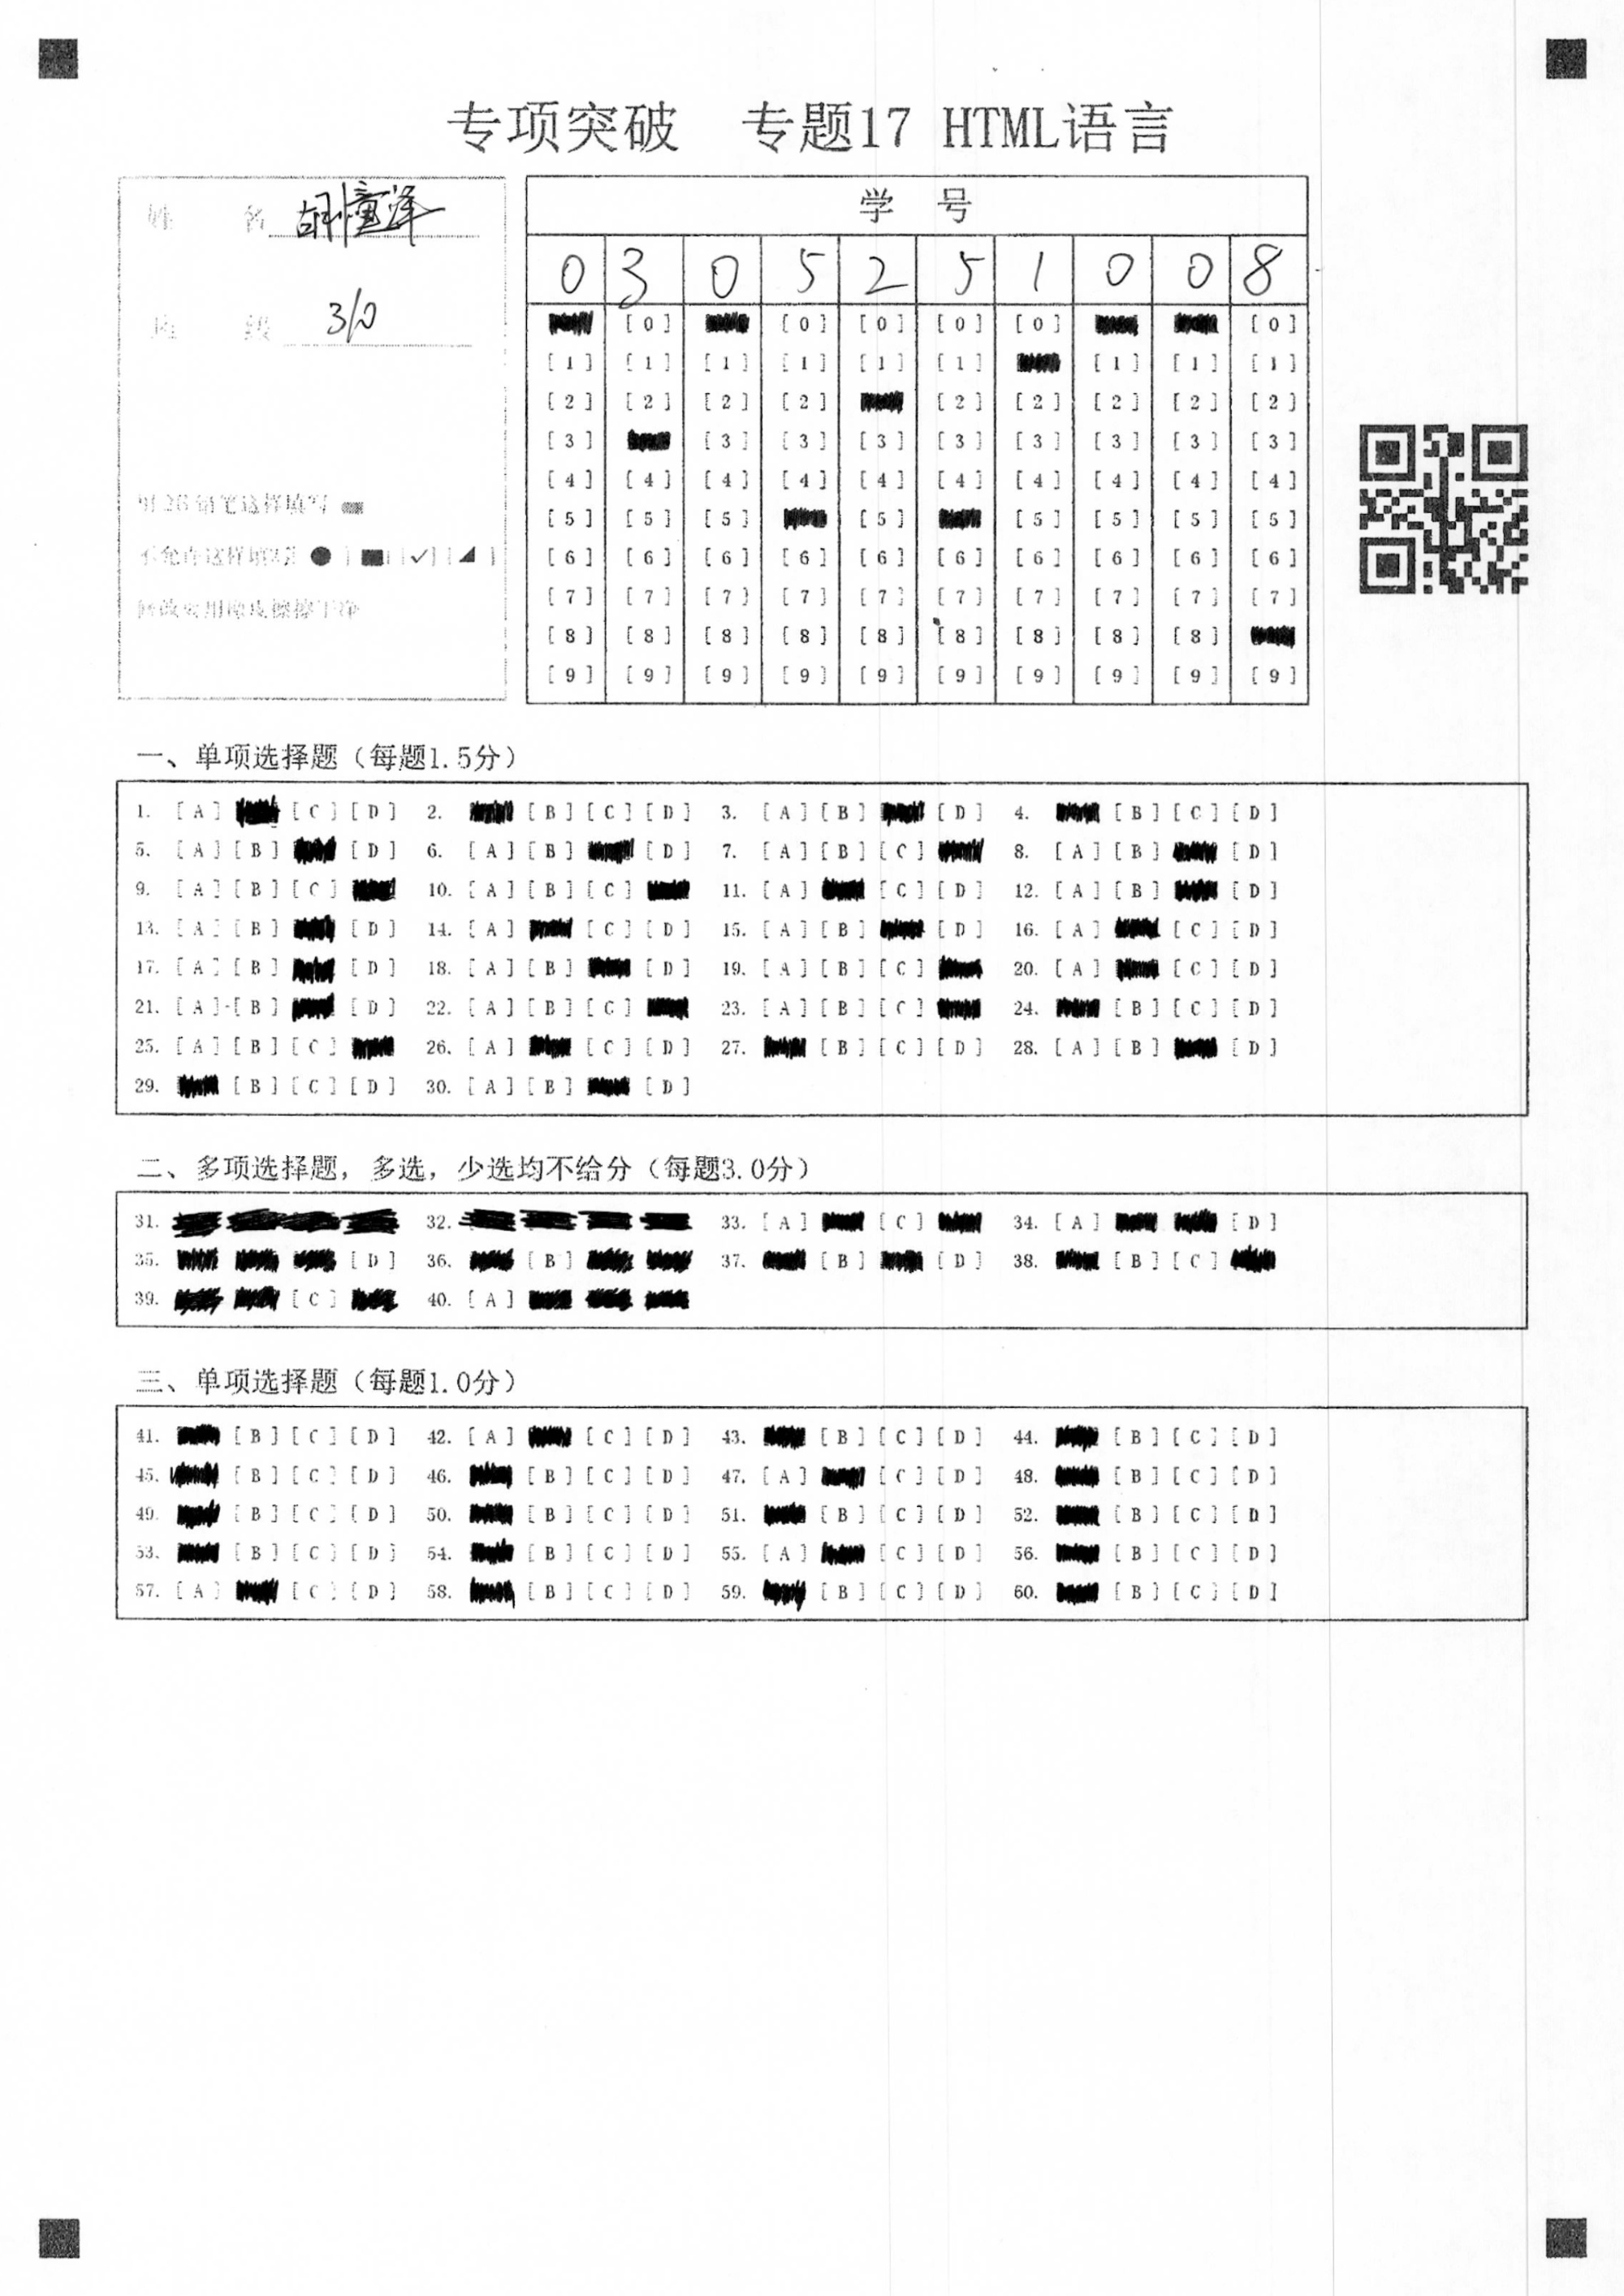 专项突破 专题17 HTML语言
姓 名 胡憧泽
班 级 310
用2B铅笔这样填写
不允许这样填写
修改要用橡皮擦擦干净
学 号
0 3 0 5 2 5 1 0 0 8
[0] [0] [0] [0] [0] [0]
[1] [1] [1] [1] [1] [1] [1] [1] [1]
[2] [2] [2] [2] [2] [2] [2] [2] [2]
[3] [3] [3] [3] [3] [3] [3] [3] [3]
[4] [4] [4] [4] [4] [4] [4] [4] [4] [4]
[5] [5] [5] [5] [5] [5] [5] [5]
[6] [6] [6] [6] [6] [6] [6] [6] [6] [6]
[7] [7] [7] [7] [7] [7] [7] [7] [7] [7]
[8] [8] [8] [8] [8] [8] [8] [8] [8]
[9] [9] [9] [9] [9] [9] [9] [9] [9] [9]
一、单项选择题（每题1.5分）
1. [A] [C] [D] 2. [B] [C] [D] 3. [A] [B] [D] 4. [B] [C] [D]
5. [A] [B] [D] 6. [A] [B] [D] 7. [A] [B] [C] 8. [A] [B] [D]
9. [A] [B] [C] 10. [A] [B] [C] 11. [A] [C] [D] 12. [A] [B] [D]
13. [A] [B] [D] 14. [A] [C] [D] 15. [A] [B] [D] 16. [A] [C] [D]
17. [A] [B] [D] 18. [A] [B] [D] 19. [A] [B] [C] 20. [A] [C] [D]
21. [A] [B] [D] 22. [A] [B] [C] 23. [A] [B] [C] 24. [B] [C] [D]
25. [A] [B] [C] 26. [A] [C] [D] 27. [B] [C] [D] 28. [A] [B] [D]
29. [B] [C] [D] 30. [A] [B] [D]
二、多项选择题，多选，少选均不给分（每题3.0分）
31. 32. 33. [A] [C] 34. [A] [D]
35. [D] 36. [B] 37. [B] [D] 38. [B] [C]
39. [C] 40. [A]
三、单项选择题（每题1.0分）
41. [B] [C] [D] 42. [A] [C] [D] 43. [B] [C] [D] 44. [B] [C] [D]
45. [B] [C] [D] 46. [B] [C] [D] 47. [A] [C] [D] 48. [B] [C] [D]
49. [B] [C] [D] 50. [B] [C] [D] 51. [B] [C] [D] 52. [B] [C] [D]
53. [B] [C] [D] 54. [B] [C] [D] 55. [A] [C] [D] 56. [B] [C] [D]
57. [A] [C] [D] 58. [B] [C] [D] 59. [B] [C] [D] 60. [B] [C] [D]